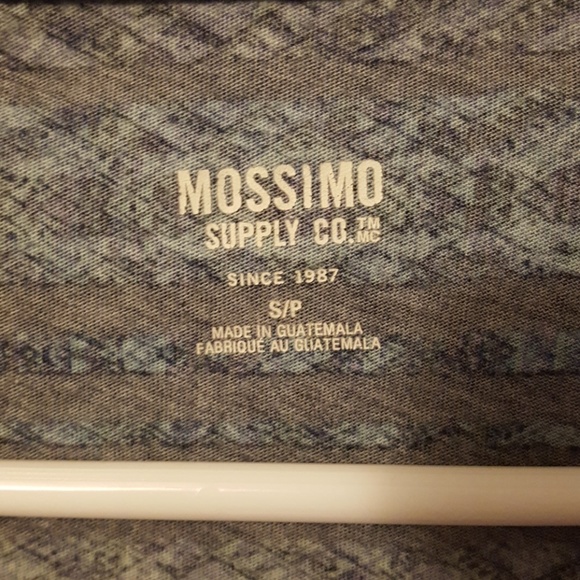 MOSSIMO
SUPPLY CO.™ MC
SINCE 1987
S/P
MADE IN GUATEMALA
FABRIQUÉ AU GUATEMALA